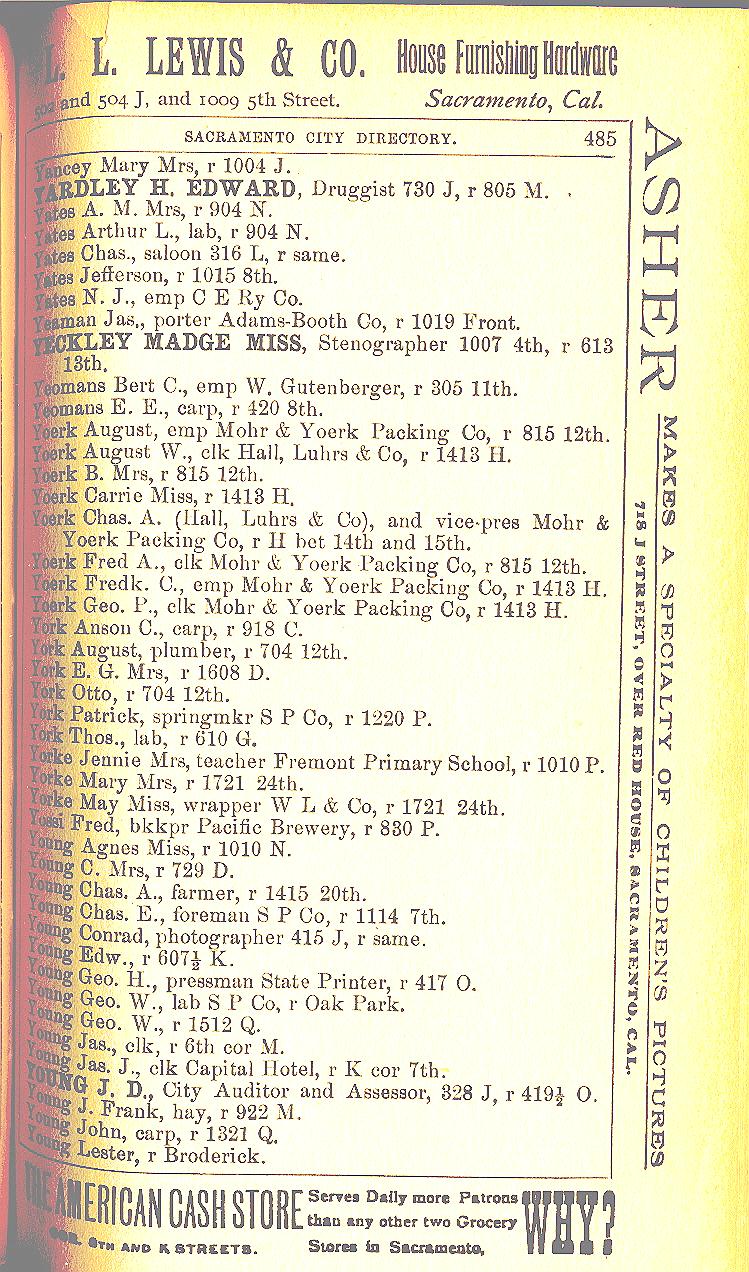 L. L. LEWIS & CO. House Furnishing Hardware
502 and 504 J, and 1009 5th Street. Sacramento, Cal.
SACRAMENTO CITY DIRECTORY. 485
Yancey Mary Mrs, r 1004 J.
YARDLEY H. EDWARD, Druggist 730 J, r 805 M.
Yates A. M. Mrs, r 904 N.
Yates Arthur L., lab, r 904 N.
Yates Chas., saloon 316 L, r same.
Yates Jefferson, r 1015 8th.
Yates N. J., emp C E Ry Co.
Yeaman Jas., porter Adams-Booth Co, r 1019 Front.
YECKLEY MADGE MISS, Stenographer 1007 4th, r 613
13th.
Yeomans Bert C., emp W. Gutenberger, r 305 11th.
Yeomans E. E., carp, r 420 8th.
Yoerk August, emp Mohr & Yoerk Packing Co, r 815 12th.
Yoerk August W., clk Hall, Luhrs & Co, r 1413 H.
Yoerk B. Mrs, r 815 12th.
Yoerk Carrie Miss, r 1413 H.
Yoerk Chas. A. (Hall, Luhrs & Co), and vice-pres Mohr &
Yoerk Packing Co, r H bet 14th and 15th.
Yoerk Fred A., clk Mohr & Yoerk Packing Co, r 815 12th.
Yoerk Fredk. C., emp Mohr & Yoerk Packing Co, r 1413 H.
Yoerk Geo. P., clk Mohr & Yoerk Packing Co, r 1413 H.
York Anson C., carp, r 918 C.
York August, plumber, r 704 12th.
York E. G. Mrs, r 1608 D.
York Otto, r 704 12th.
York Patrick, springmkr S P Co, r 1220 P.
York Thos., lab, r 610 G.
Yorke Jennie Mrs, teacher Fremont Primary School, r 1010 P.
Yorke Mary Mrs, r 1721 24th.
Yorke May Miss, wrapper W L & Co, r 1721 24th.
Yossi Fred, bkkpr Pacific Brewery, r 830 P.
Young Agnes Miss, r 1010 N.
Young C. Mrs, r 729 D.
Young Chas. A., farmer, r 1415 20th.
Young Chas. E., foreman S P Co, r 1114 7th.
Young Conrad, photographer 415 J, r same.
Young Edw., r 607½ K.
Young Geo. H., pressman State Printer, r 417 O.
Young Geo. W., lab S P Co, r Oak Park.
Young Geo. W., r 1512 Q.
Young Jas., clk, r 6th cor M.
Young Jas. J., clk Capital Hotel, r K cor 7th.
YOUNG J. D., City Auditor and Assessor, 328 J, r 419½ O.
Young J. Frank, hay, r 922 M.
Young John, carp, r 1321 Q.
Young Lester, r Broderick.
ASHER MAKES A SPECIALTY OF CHILDREN'S PICTURES
718 J STREET, OVER RED HOUSE, SACRAMENTO, CAL.
THE AMERICAN CASH STORE
COR. 8TH AND K STREETS.
Serves Daily more Patrons
than any other two Grocery
Stores in Sacramento,
WHY?